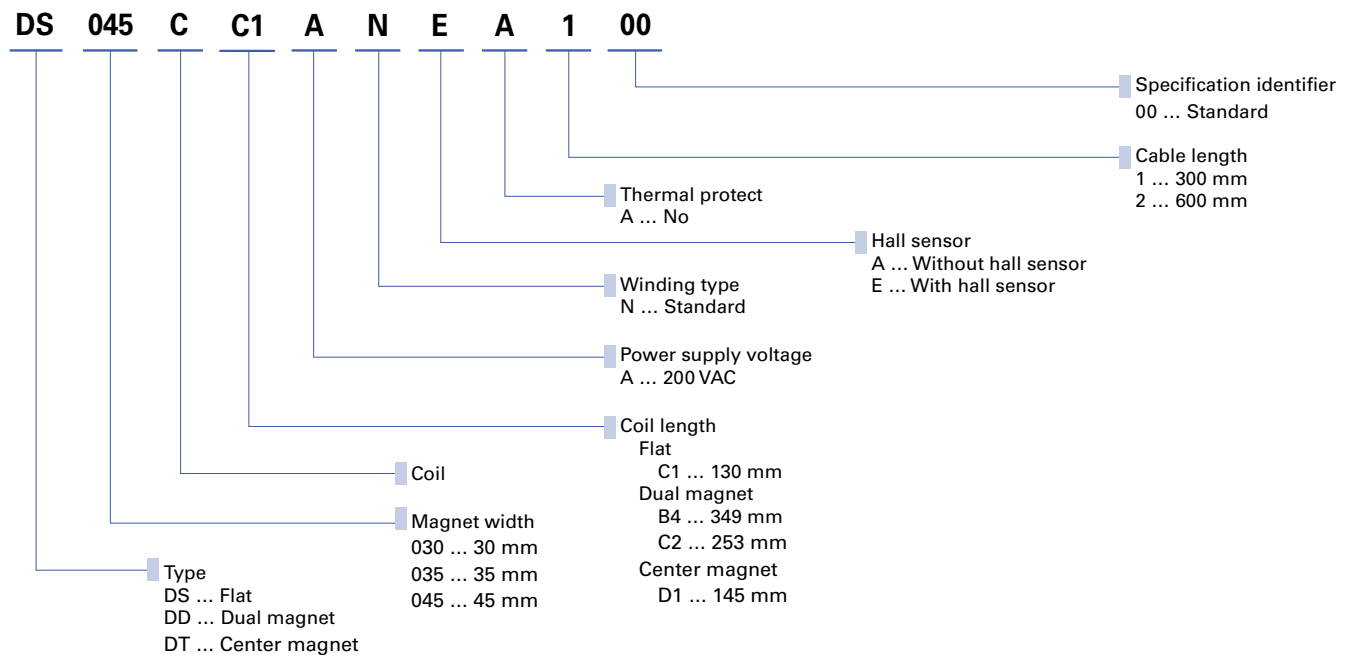 DS 045 C C1 A N E A 1 00
Specification identifier
00 ... Standard
Cable length
1 ... 300 mm
2 ... 600 mm
Thermal protect
A ... No
Hall sensor
A ... Without hall sensor
E ... With hall sensor
Winding type
N ... Standard
Power supply voltage
A ... 200 VAC
Coil length
Flat
C1 ... 130 mm
Dual magnet
B4 ... 349 mm
C2 ... 253 mm
Center magnet
D1 ... 145 mm
Coil
Magnet width
030 ... 30 mm
035 ... 35 mm
045 ... 45 mm
Type
DS ... Flat
DD ... Dual magnet
DT ... Center magnet